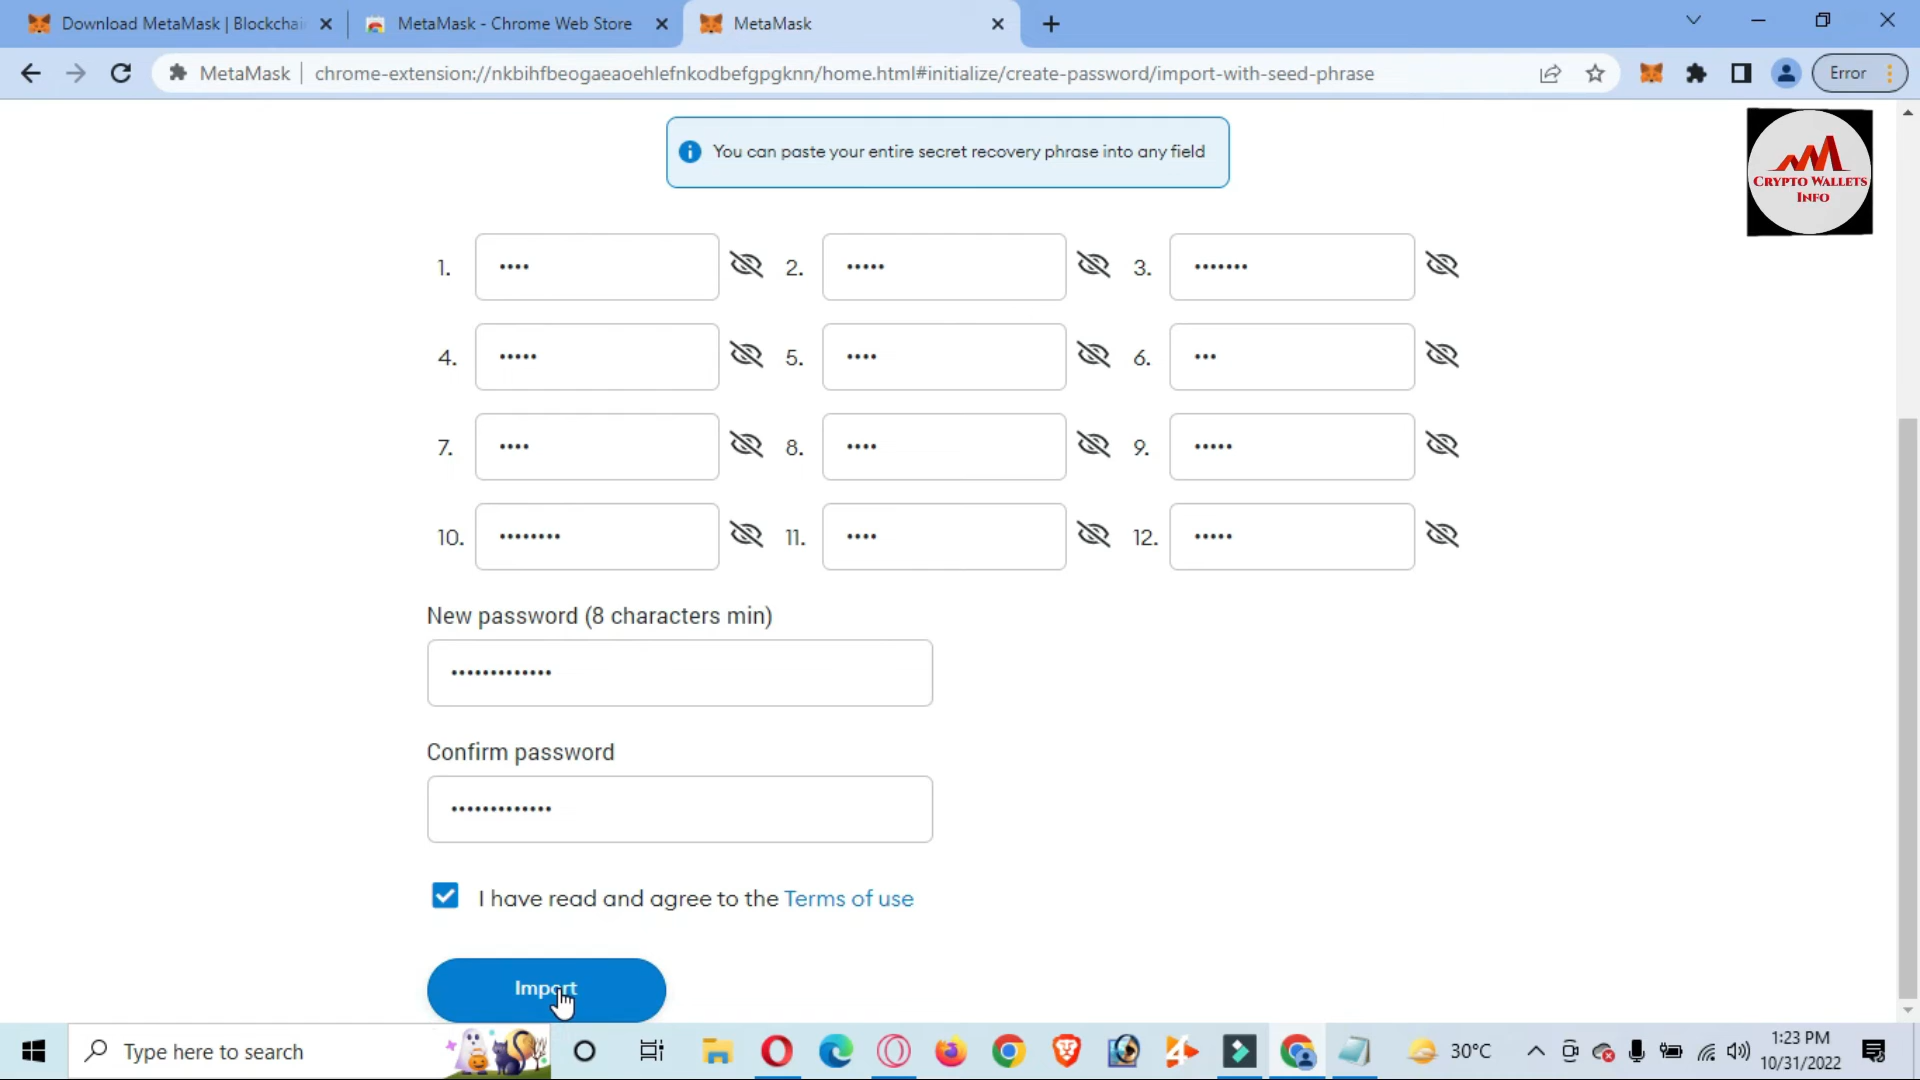 Download MetaMask | Blockchai
MetaMask - Chrome Web Store
MetaMask
MetaMask
chrome-extension://nkbihfbeogaeaoehlefnkodbefgpgknn/home.html#initialize/create-password/import-with-seed-phrase
Error
You can paste your entire secret recovery phrase into any field
CRYPTO WALLETS
INFO
1. •••• 2. ••••• 3. •••••••
4. ••••• 5. •••• 6. •••
7. •••• 8. •••• 9. •••••
10. •••••••• 11. •••• 12. •••••
New password (8 characters min)
•••••••••••••
Confirm password
•••••••••••••
I have read and agree to the Terms of use
Import
Type here to search
30°C
1:23 PM
10/31/2022